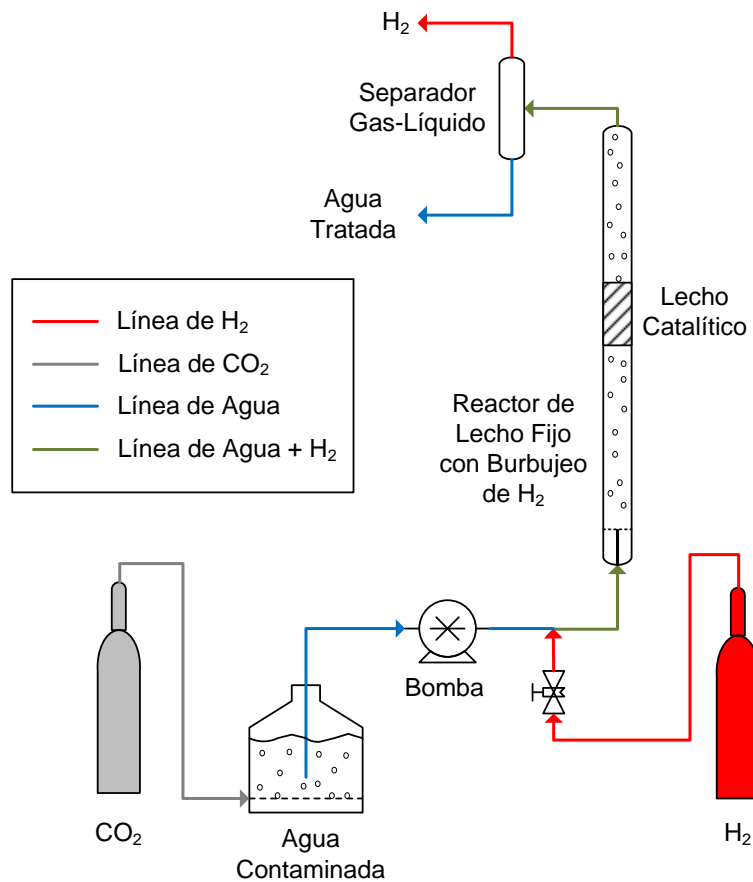 H₂
Separador
Gas-Líquido
Agua
Tratada
Línea de H₂
Línea de CO₂
Línea de Agua
Línea de Agua + H₂
Lecho
Catalítico
Reactor de
Lecho Fijo
con Burbujeo
de H₂
Bomba
CO₂
Agua
Contaminada
H₂